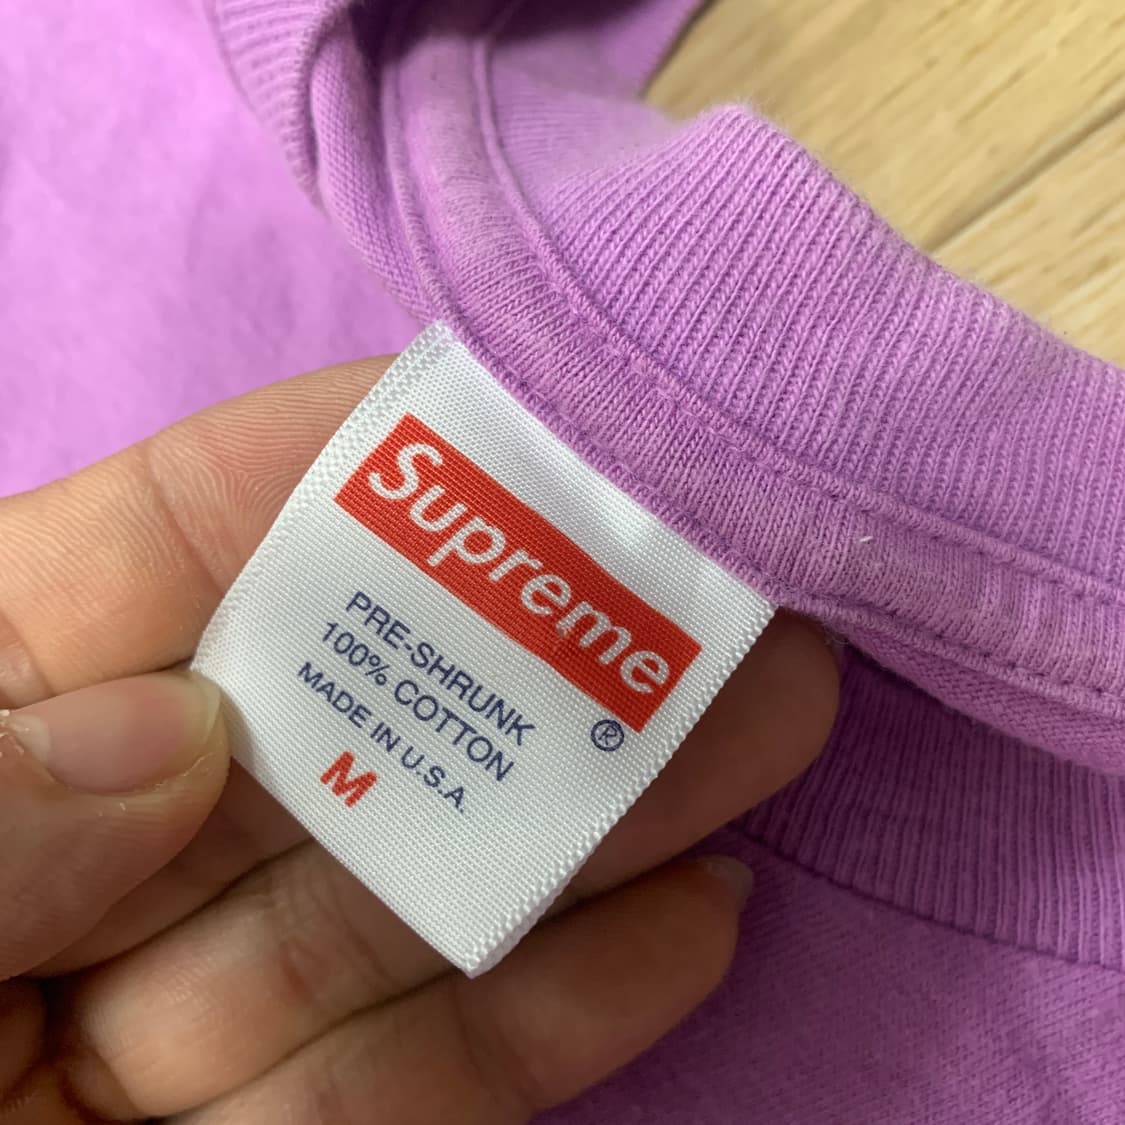 Supreme
®
PRE-SHRUNK
100% COTTON
MADE IN U.S.A.
M